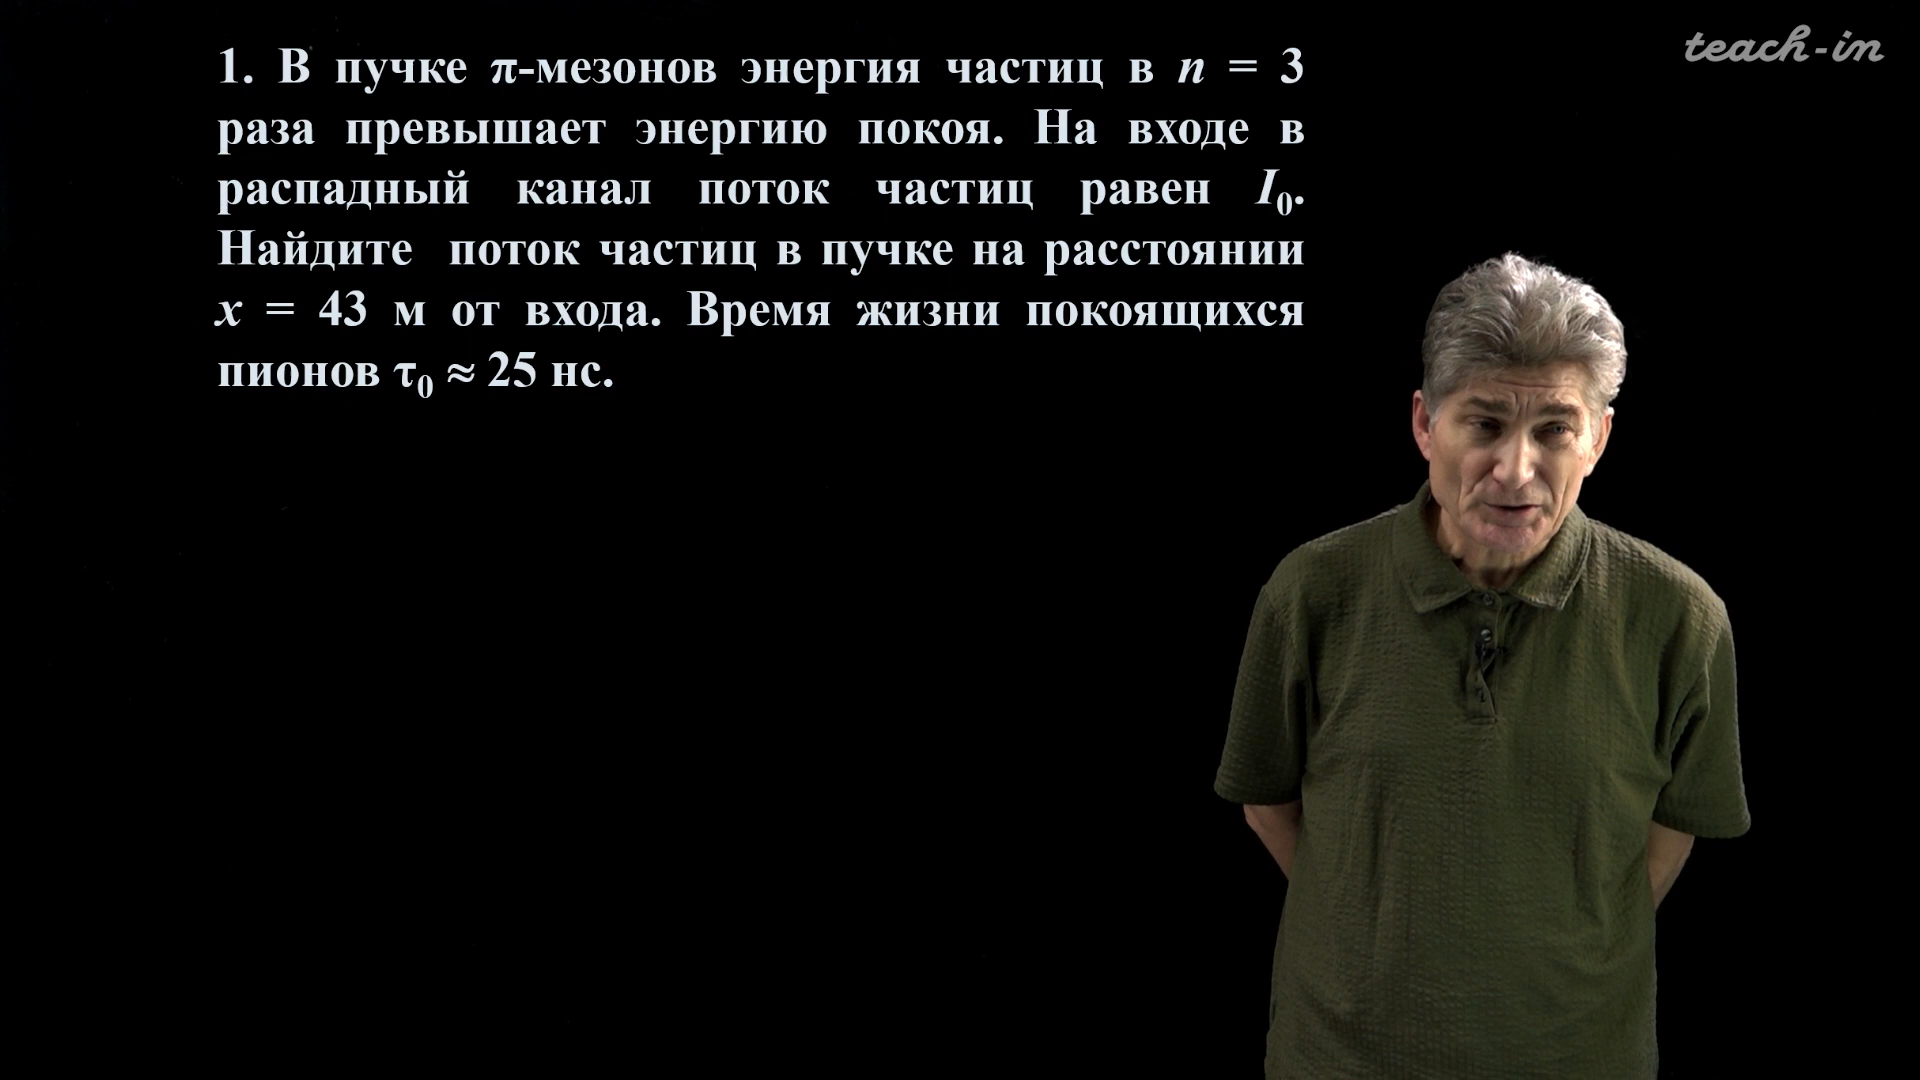 teach-in
1. В пучке π-мезонов энергия частиц в n = 3
раза превышает энергию покоя. На входе в
распадный канал поток частиц равен I₀.
Найдите поток частиц в пучке на расстоянии
x = 43 м от входа. Время жизни покоящихся
пионов τ₀ ≈ 25 нс.